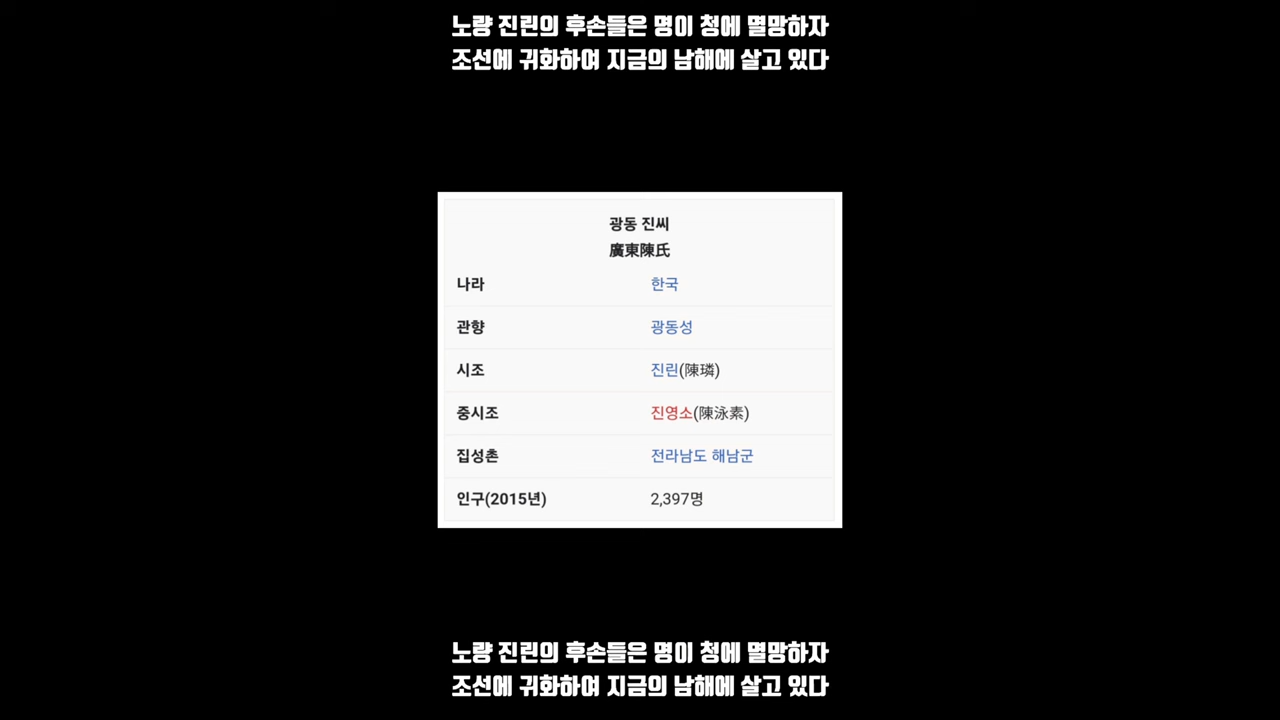 노량 진린의 후손들은 명이 청에 멸망하자
조선에 귀화하여 지금의 남해에 살고 있다
광동 진씨
廣東陳氏
나라 한국
관향 광동성
시조 진린(陳璘)
중시조 진영소(陳泳素)
집성촌 전라남도 해남군
인구(2015년) 2,397명
노량 진린의 후손들은 명이 청에 멸망하자
조선에 귀화하여 지금의 남해에 살고 있다